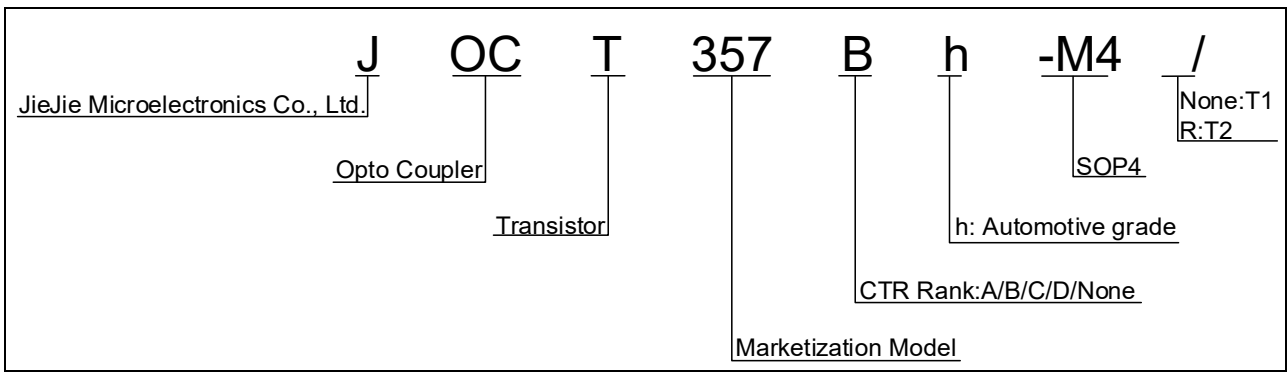 J OC T 357 B h -M4 /
JieJie Microelectronics Co., Ltd.
None:T1
R:T2
Opto Coupler
SOP4
Transistor
h: Automotive grade
CTR Rank:A/B/C/D/None
Marketization Model